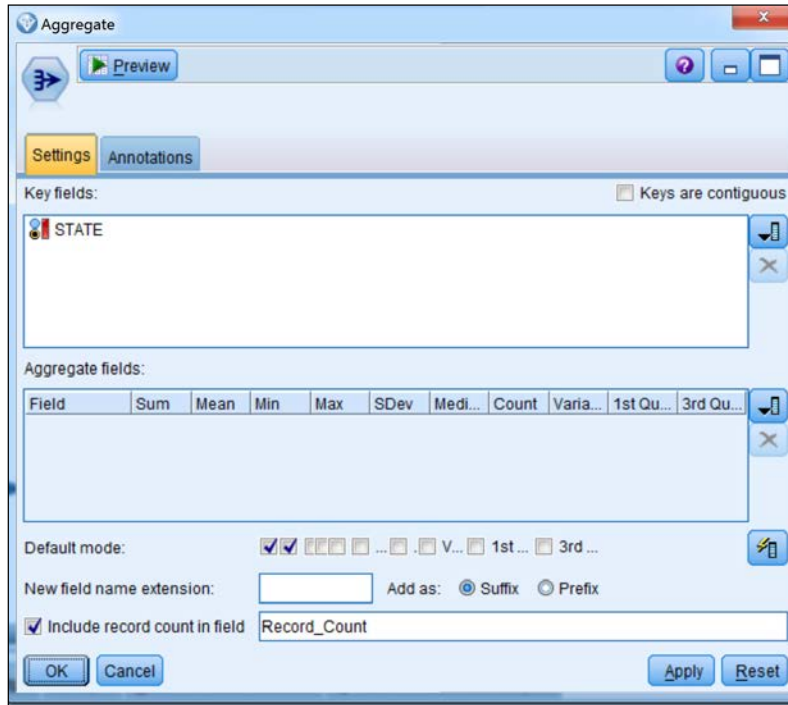 Aggregate
Preview
Settings Annotations
Key fields: Keys are contiguous
STATE
Aggregate fields:
Field Sum Mean Min Max SDev Medi... Count Varia... 1st Qu... 3rd Qu...
Default mode: ... . V... 1st ... 3rd ...
New field name extension: Add as: Suffix Prefix
Include record count in field Record_Count
OK Cancel Apply Reset